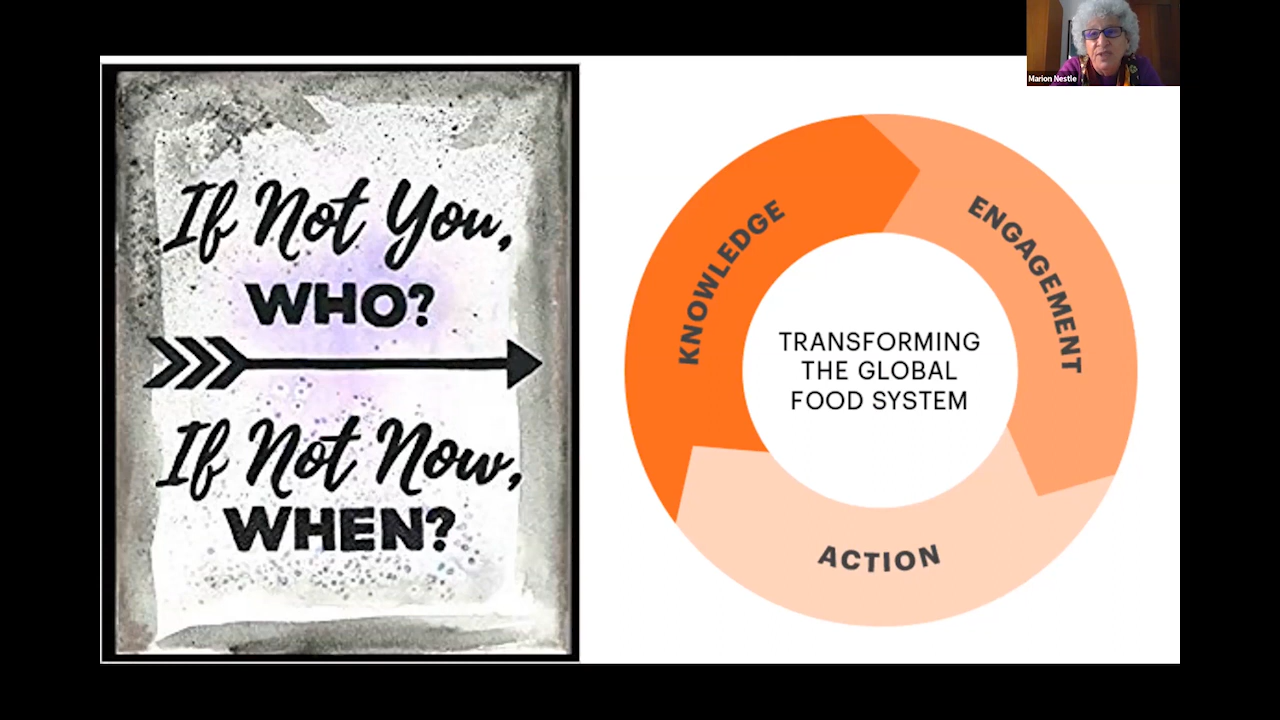 If Not You,
WHO?
If Not Now,
WHEN?
KNOWLEDGE
ENGAGEMENT
TRANSFORMING
THE GLOBAL
FOOD SYSTEM
ACTION
Marion Nestle